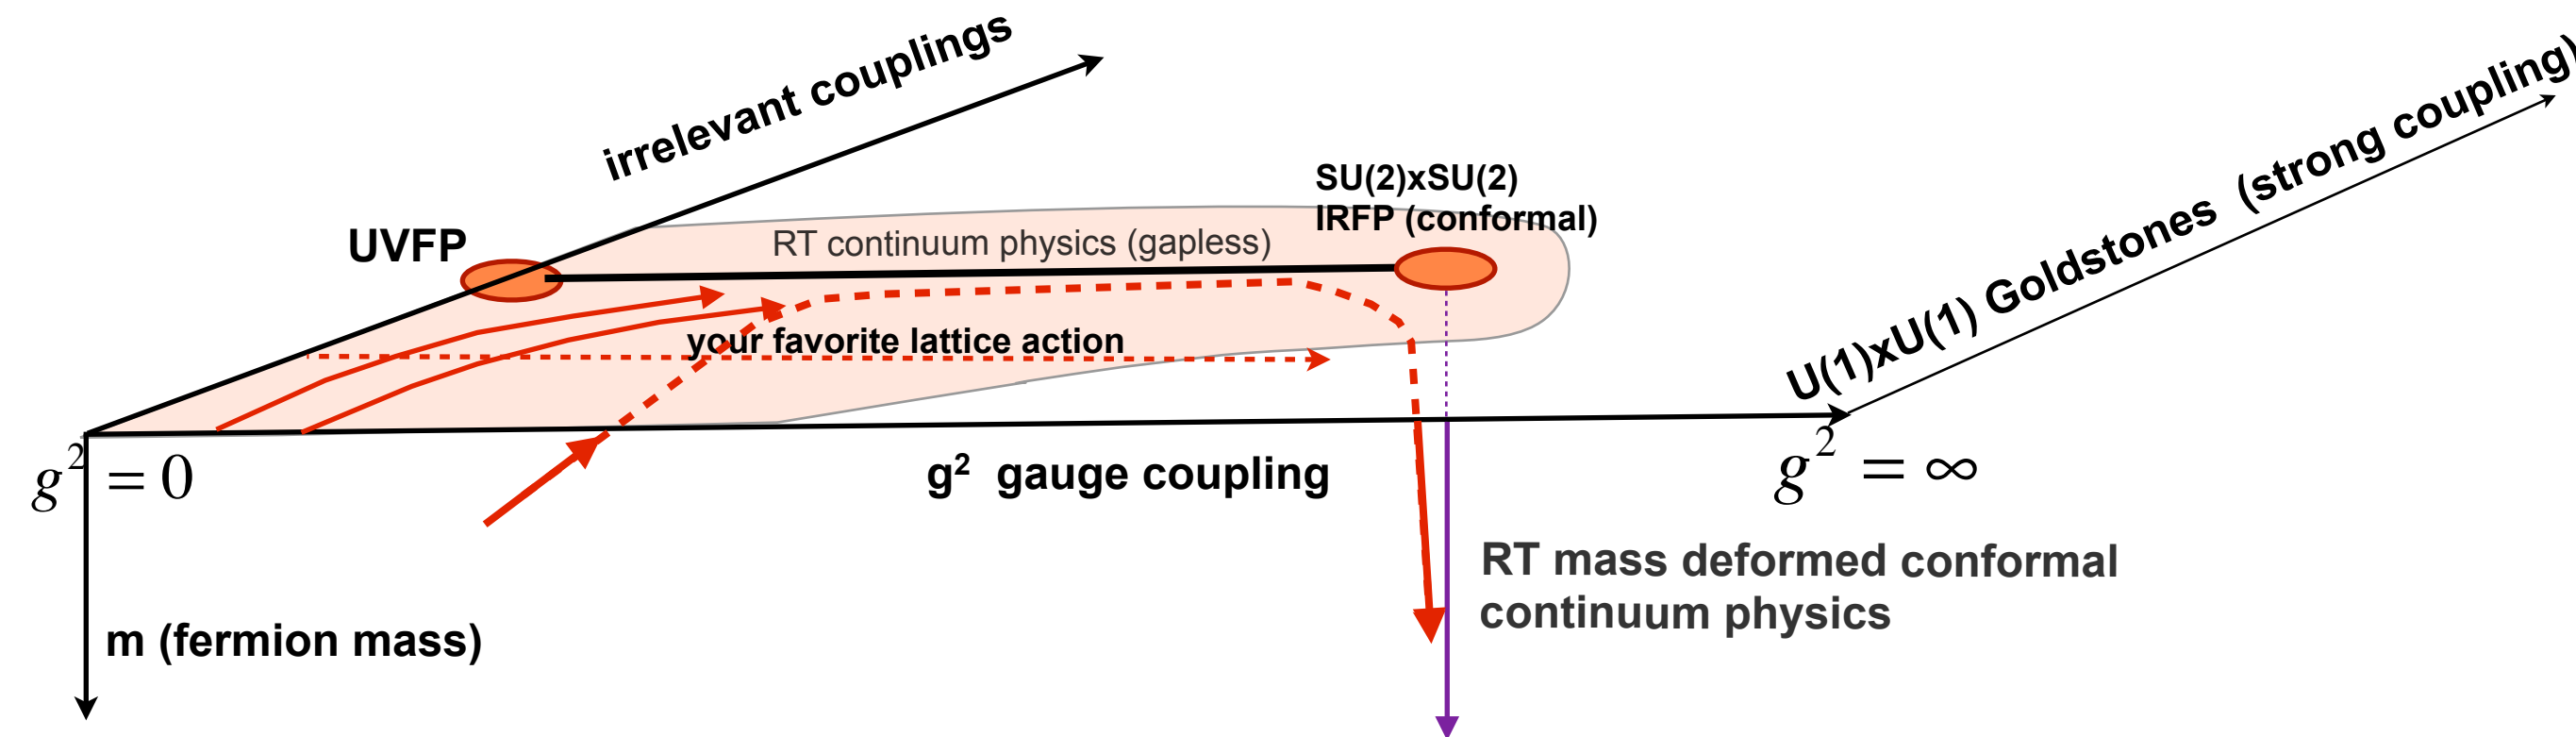 irrelevant couplings
UVFP
RT continuum physics (gapless)
SU(2)xSU(2)
IRFP (conformal)
U(1)xU(1) Goldstones (strong coupling)
your favorite lattice action
g² = 0
g² gauge coupling
g² = ∞
m (fermion mass)
RT mass deformed conformal
continuum physics